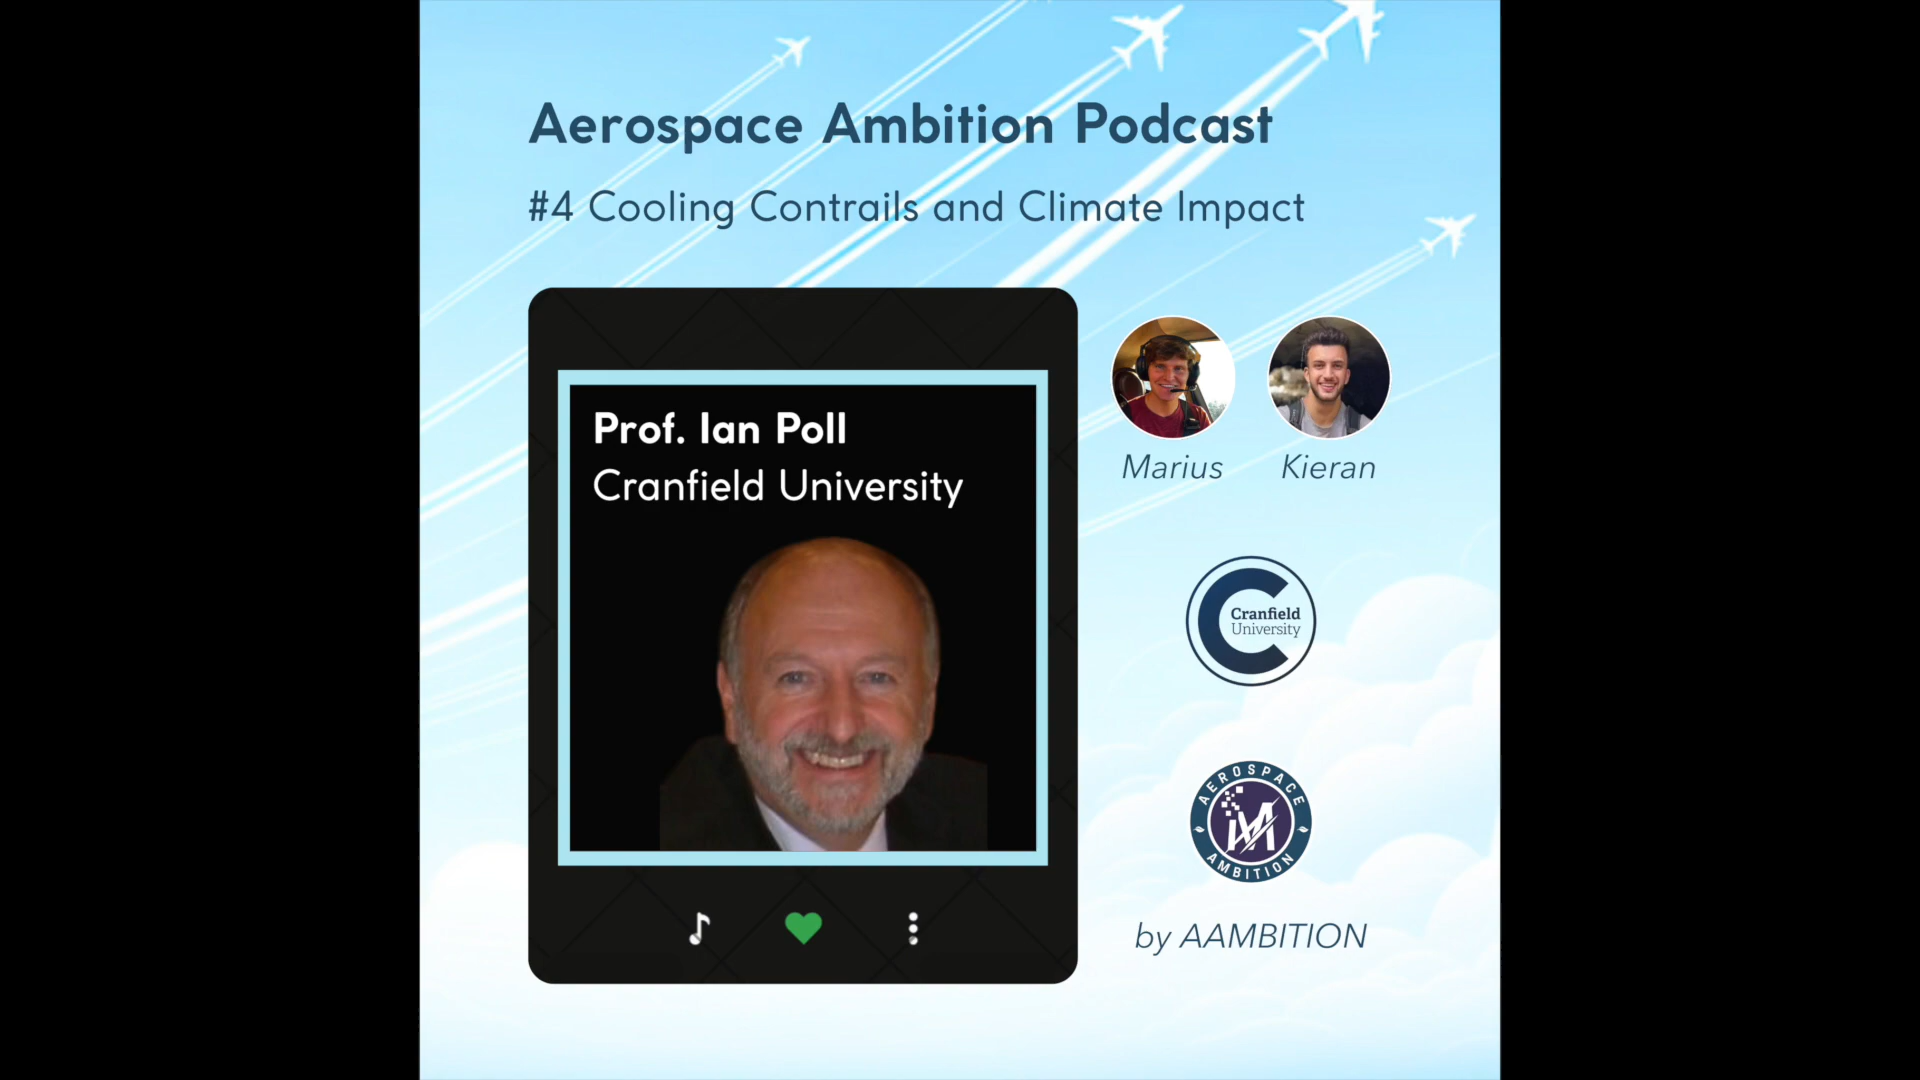 Aerospace Ambition Podcast
#4 Cooling Contrails and Climate Impact
Prof. Ian Poll
Cranfield University
Marius
Kieran
Cranfield
University
AEROSPACE
AMBITION
by AAMBITION